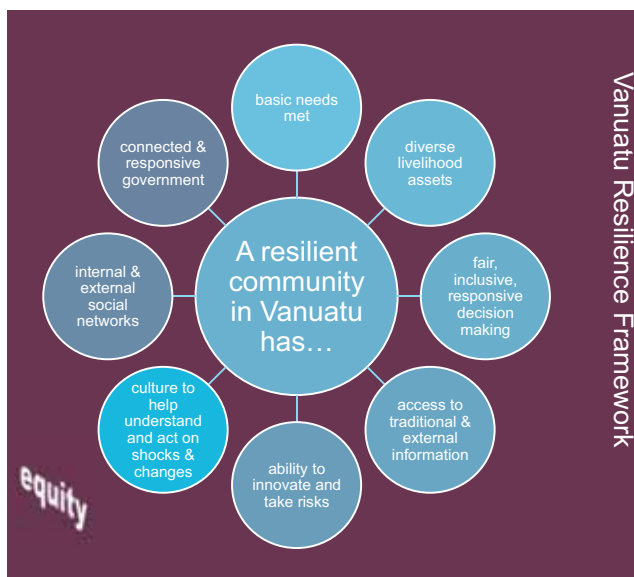 Vanuatu Resilience Framework
A resilient
community
in Vanuatu
has…
basic needs
met
diverse
livelihood
assets
fair,
inclusive,
responsive
decision
making
access to
traditional &
external
information
ability to
innovate and
take risks
culture to
help
understand
and act on
shocks &
changes
internal &
external
social
networks
connected &
responsive
government
equity